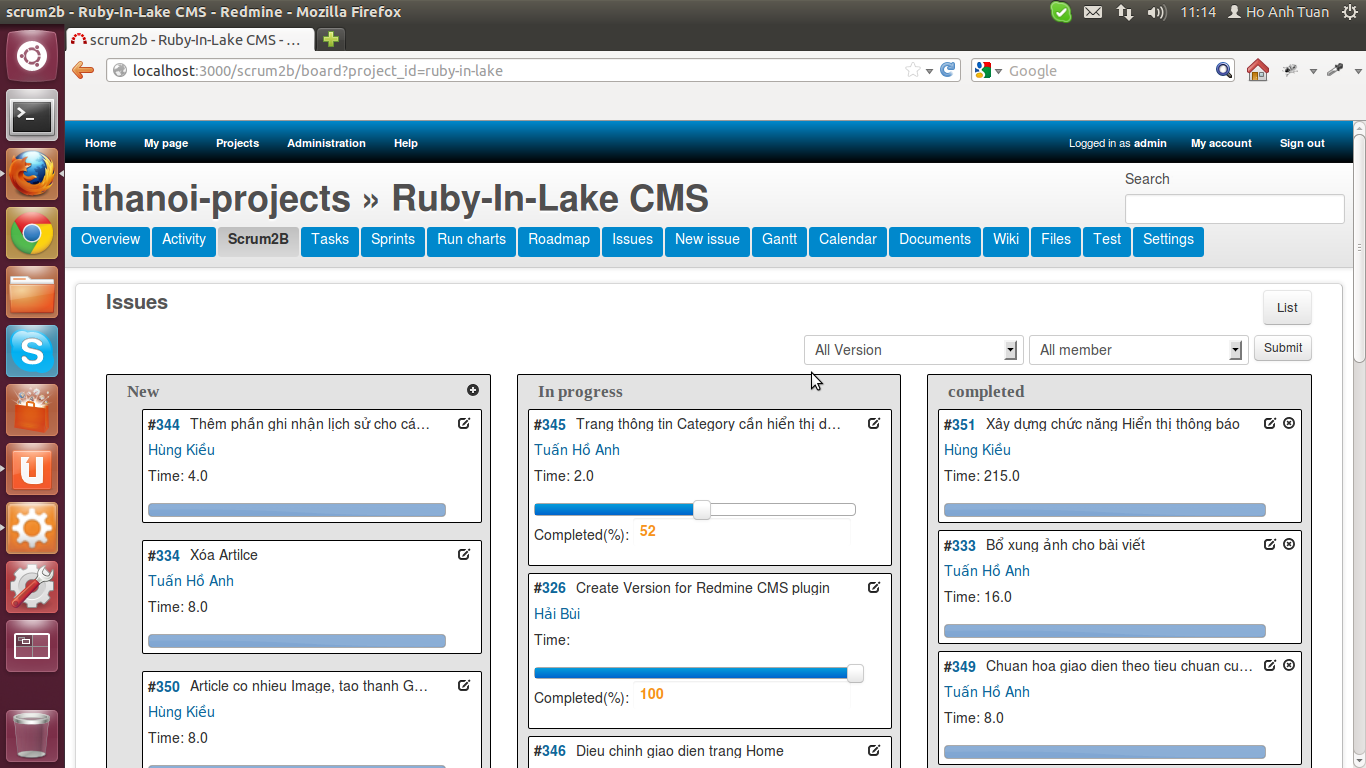 scrum2b - Ruby-In-Lake CMS - Redmine - Mozilla Firefox
11:14 Ho Anh Tuan
scrum2b - Ruby-In-Lake CMS - ...
localhost:3000/scrum2b/board?project_id=ruby-in-lake
Google
Home My page Projects Administration Help
Logged in as admin My account Sign out
Search
ithanoi-projects » Ruby-In-Lake CMS
Overview Activity Scrum2B Tasks Sprints Run charts Roadmap Issues New issue Gantt Calendar Documents Wiki Files Test Settings
Issues
List
All Version All member Submit
New
#344 Thêm phần ghi nhận lịch sử cho cá...
Hùng Kiều
Time: 4.0
#334 Xóa Artilce
Tuấn Hồ Anh
Time: 8.0
#350 Article co nhieu Image, tao thanh G...
Hùng Kiều
Time: 8.0
In progress
#345 Trang thông tin Category cần hiển thị d...
Tuấn Hồ Anh
Time: 2.0
Completed(%): 52
#326 Create Version for Redmine CMS plugin
Hải Bùi
Time:
Completed(%): 100
#346 Dieu chinh giao dien trang Home
completed
#351 Xây dựng chức năng Hiển thị thông báo
Hùng Kiều
Time: 215.0
#333 Bổ xung ảnh cho bài viết
Tuấn Hồ Anh
Time: 16.0
#349 Chuan hoa giao dien theo tieu chuan cu...
Tuấn Hồ Anh
Time: 8.0